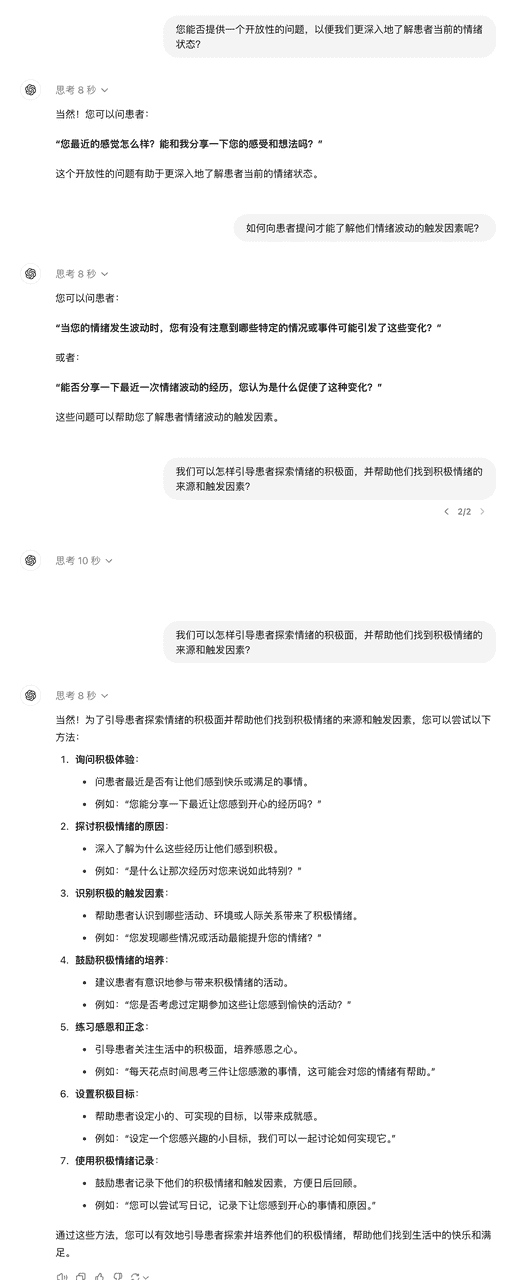 您能否提供一个开放性的问题，以便我们更深入地了解患者当前的情绪
状态？
思考 8 秒
当然！您可以问患者：
“您最近的感觉怎么样？能和我分享一下您的感受和想法吗？”
这个开放性的问题有助于更深入地了解患者当前的情绪状态。
如何向患者提问才能了解他们情绪波动的触发因素呢？
思考 8 秒
您可以问患者：
“当您的情绪发生波动时，您有没有注意到哪些特定的情况或事件可能引发了这些变化？”
或者：
“能否分享一下最近一次情绪波动的经历，您认为是什么促使了这种变化？”
这些问题可以帮助您了解患者情绪波动的触发因素。
我们可以怎样引导患者探索情绪的积极面，并帮助他们找到积极情绪的
来源和触发因素？
2/2
思考 10 秒
我们可以怎样引导患者探索情绪的积极面，并帮助他们找到积极情绪的
来源和触发因素？
思考 8 秒
当然！为了引导患者探索情绪的积极面并帮助他们找到积极情绪的来源和触发因素，您可以尝试以下
方法：
1. 询问积极体验：
• 问患者最近是否有让他们感到快乐或满足的事情。
• 例如：“您能分享一下最近让您感到开心的经历吗？”
2. 探讨积极情绪的原因：
• 深入了解为什么这些经历让他们感到积极。
• 例如：“是什么让那次经历对您来说如此特别？”
3. 识别积极的触发因素：
• 帮助患者认识到哪些活动、环境或人际关系带来了积极情绪。
• 例如：“您发现哪些情况或活动最能提升您的情绪？”
4. 鼓励积极情绪的培养：
• 建议患者有意识地参与带来积极情绪的活动。
• 例如：“您是否考虑过定期参加这些让您感到愉快的活动？”
5. 练习感恩和正念：
• 引导患者关注生活中的积极面，培养感恩之心。
• 例如：“每天花点时间思考三件让您感激的事情，这可能会对您的情绪有帮助。”
6. 设置积极目标：
• 帮助患者设定小的、可实现的目标，以带来成就感。
• 例如：“设定一个您感兴趣的小目标，我们可以一起讨论如何实现它。”
7. 使用积极情绪记录：
• 鼓励患者记录下他们的积极情绪和触发因素，方便日后回顾。
• 例如：“您可以尝试写日记，记录下让您感到开心的事情和原因。”
通过这些方法，您可以有效地引导患者探索并培养他们的积极情绪，帮助他们找到生活中的快乐和满
足。